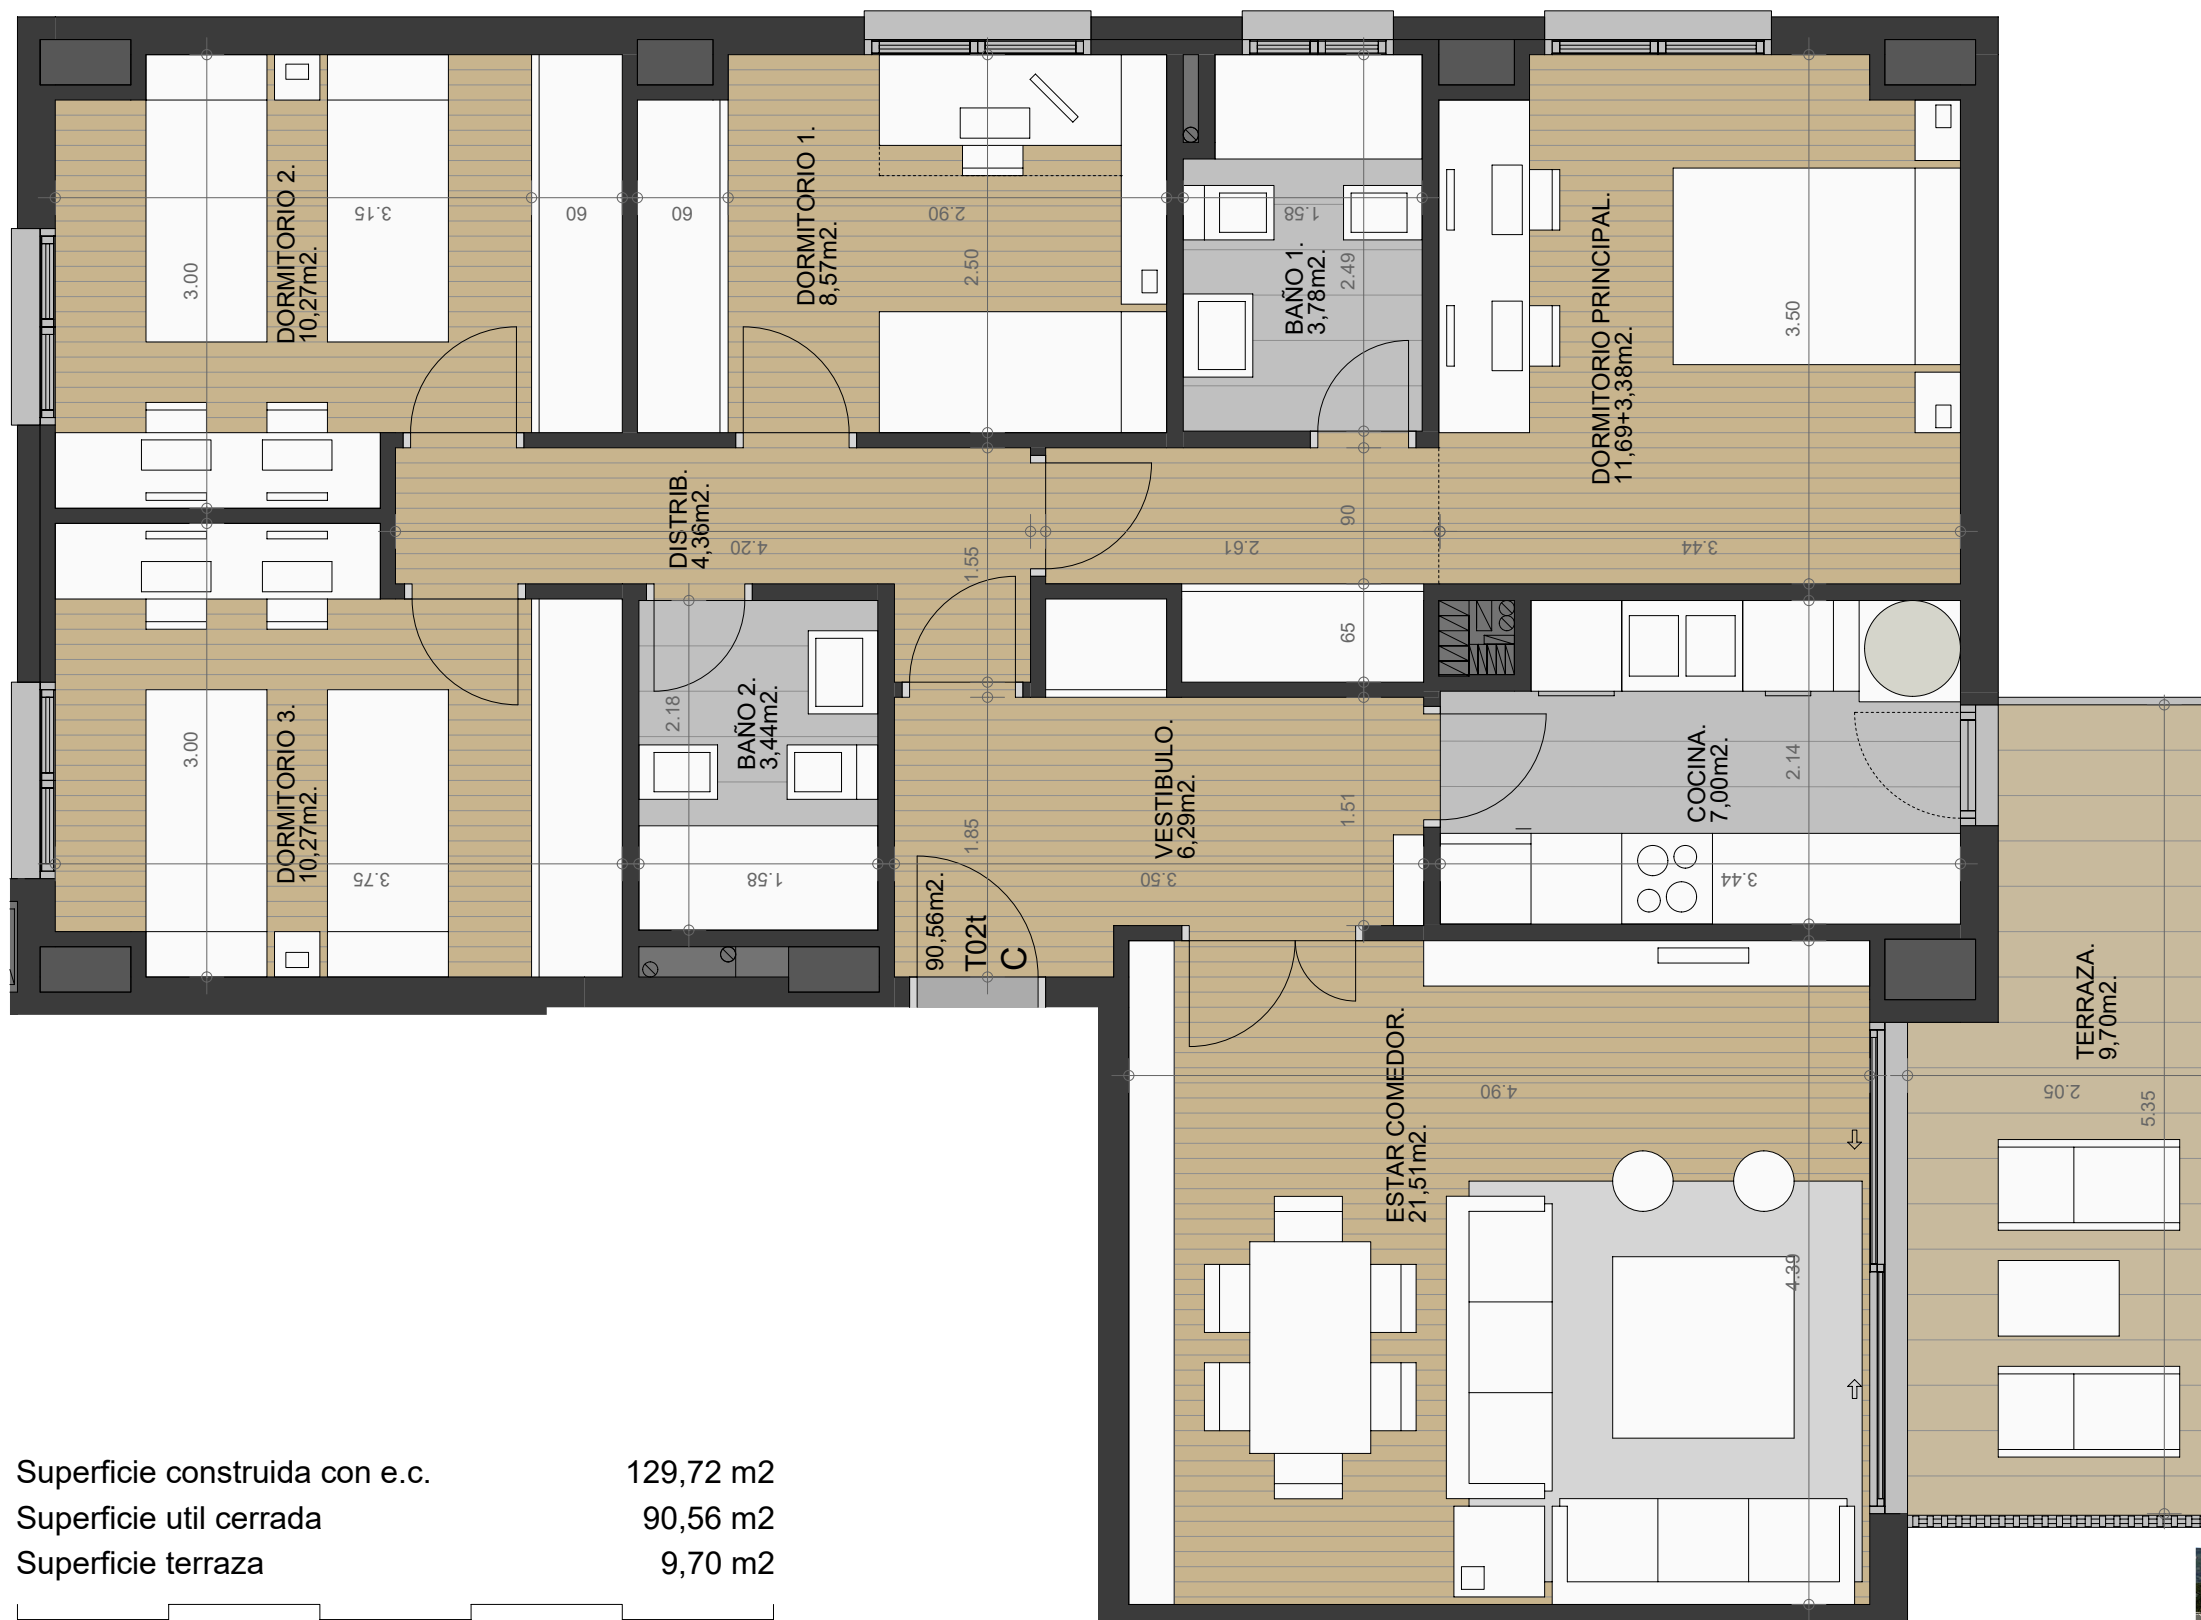 DORMITORIO 2.
10,27m2.
3.00
3.15
60
60
DORMITORIO 1.
8,57m2.
2.90
2.50
BAÑO 1.
3,78m2.
1.58
2.49
DORMITORIO PRINCIPAL.
11,69+3,38m2.
3.50
DISTRIB.
4,36m2.
4.20
1.55
2.61
90
3.44
65
DORMITORIO 3.
10,27m2.
3.00
3.75
BAÑO 2.
3,44m2.
2.18
1.58
VESTIBULO.
6,29m2.
1.85
3.50
1.51
90,56m2.
T02t
C
COCINA.
7,00m2.
2.14
3.44
ESTAR COMEDOR.
21,51m2.
4.90
4.39
TERRAZA.
9,70m2.
2.05
5.35
Superficie construida con e.c. 129,72 m2
Superficie util cerrada 90,56 m2
Superficie terraza 9,70 m2